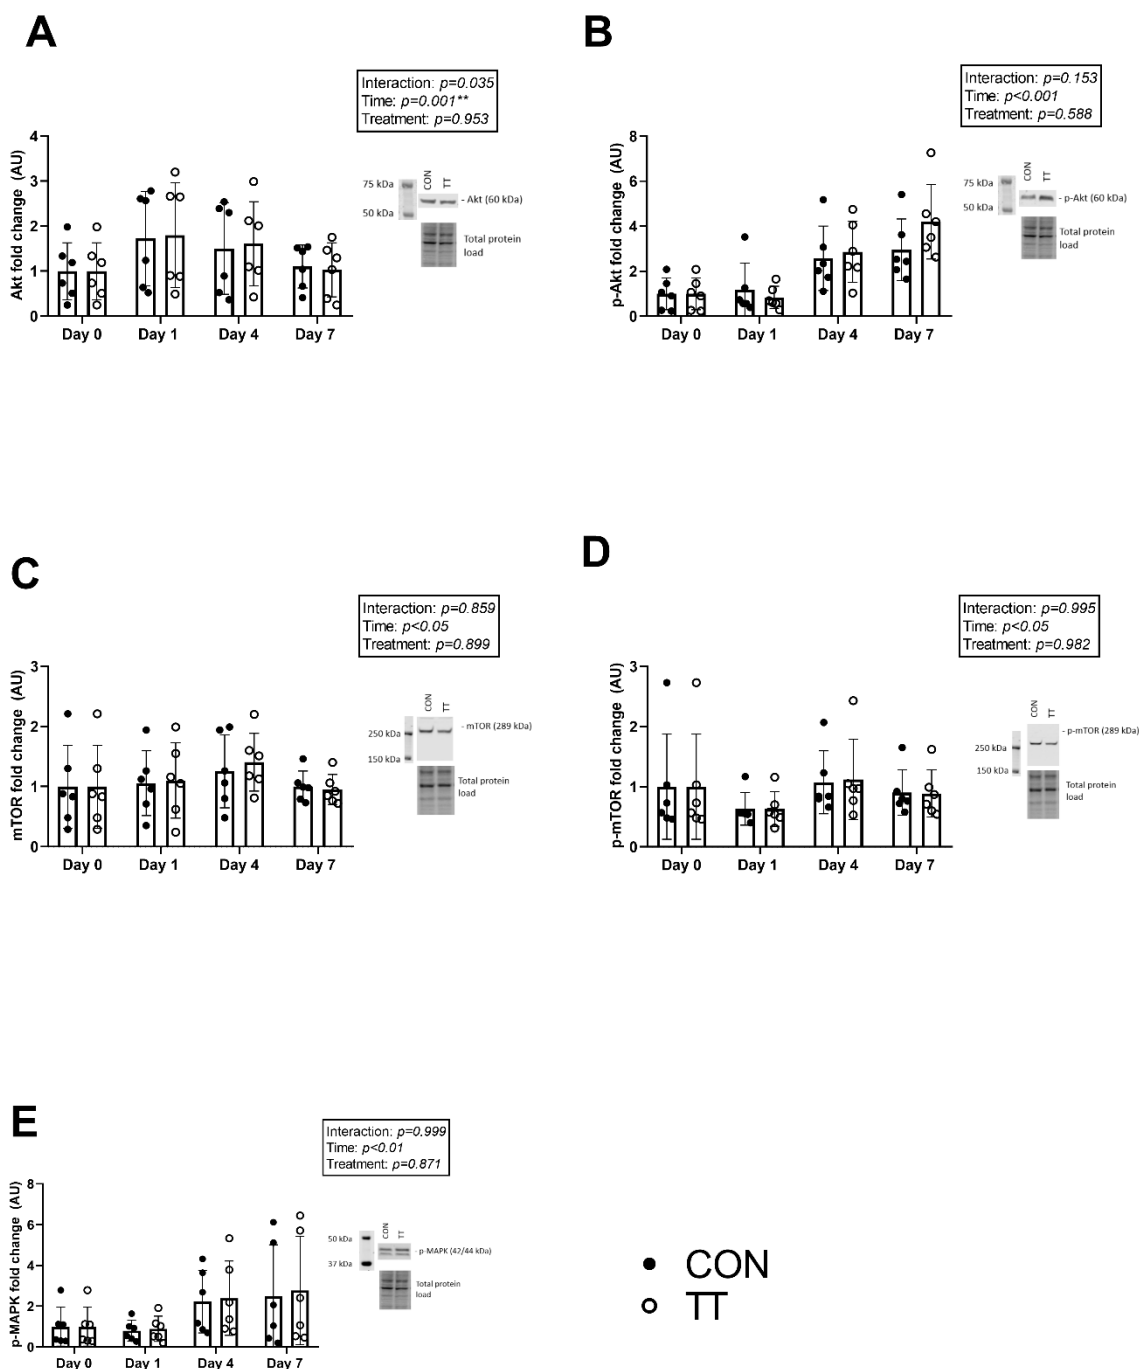 A
Interaction: p=0.035
Time: p=0.001**
Treatment: p=0.953
Akt fold change (AU)
4
3
2
1
0
Day 0 Day 1 Day 4 Day 7
75 kDa
50 kDa
CON TT
- Akt (60 kDa)
Total protein
load
B
Interaction: p=0.153
Time: p<0.001
Treatment: p=0.588
p-Akt fold change (AU)
8
6
4
2
0
Day 0 Day 1 Day 4 Day 7
75 kDa
50 kDa
CON TT
- p-Akt (60 kDa)
Total protein
load
C
Interaction: p=0.859
Time: p<0.05
Treatment: p=0.899
mTOR fold change (AU)
3
2
1
0
Day 0 Day 1 Day 4 Day 7
250 kDa
150 kDa
CON TT
- mTOR (289 kDa)
Total protein
load
D
Interaction: p=0.995
Time: p<0.05
Treatment: p=0.982
p-mTOR fold change (AU)
3
2
1
0
Day 0 Day 1 Day 4 Day 7
250 kDa
150 kDa
CON TT
- p-mTOR (289 kDa)
Total protein
load
E
Interaction: p=0.999
Time: p<0.01
Treatment: p=0.871
p-MAPK fold change (AU)
8
6
4
2
0
Day 0 Day 1 Day 4 Day 7
50 kDa
37 kDa
CON TT
- p-MAPK (42/44 kDa)
Total protein
load
CON
TT